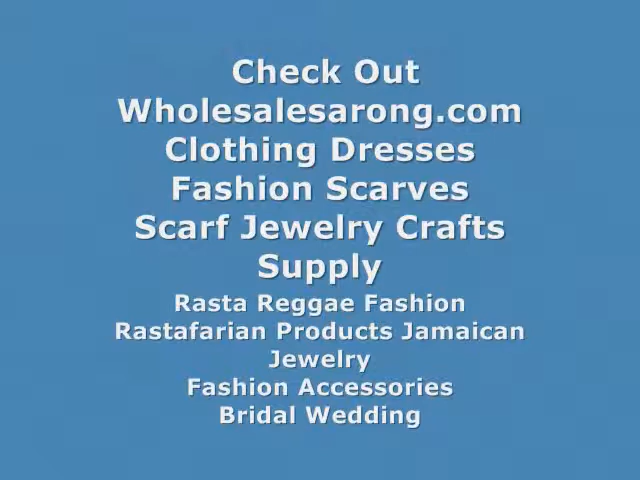 Check Out
Wholesalesarong.com
Clothing Dresses
Fashion Scarves
Scarf Jewelry Crafts
Supply
Rasta Reggae Fashion
Rastafarian Products Jamaican
Jewelry
Fashion Accessories
Bridal Wedding